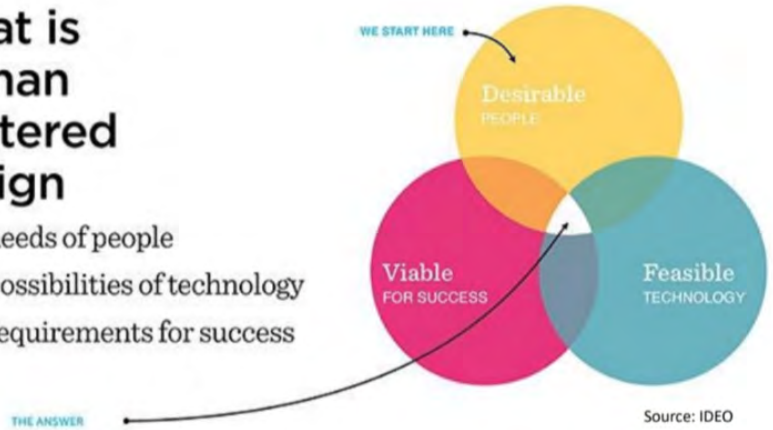 at is
nan
tered
ign
eeds of people
ossibilities of technology
equirements for success
THE ANSWER
WE START HERE
Desirable
PEOPLE
Viable
FOR SUCCESS
Feasible
TECHNOLOGY
Source: IDEO